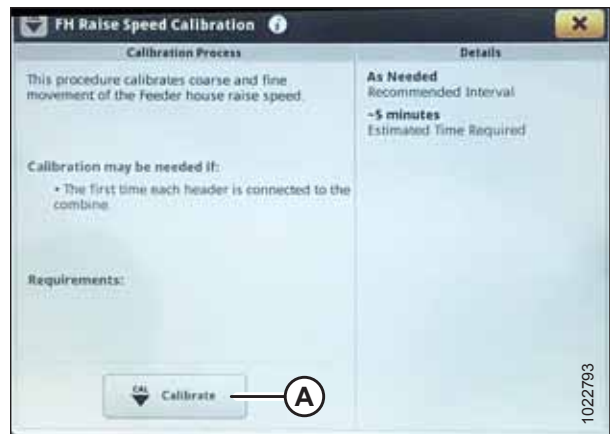 FH Raise Speed Calibration i
Calibration Process
This procedure calibrates coarse and fine
movement of the Feeder house raise speed.
Calibration may be needed if:
• The first time each header is connected to the
combine
Requirements:
CAL Calibrate
A
Details
As Needed
Recommended Interval
~5 minutes
Estimated Time Required
1022793